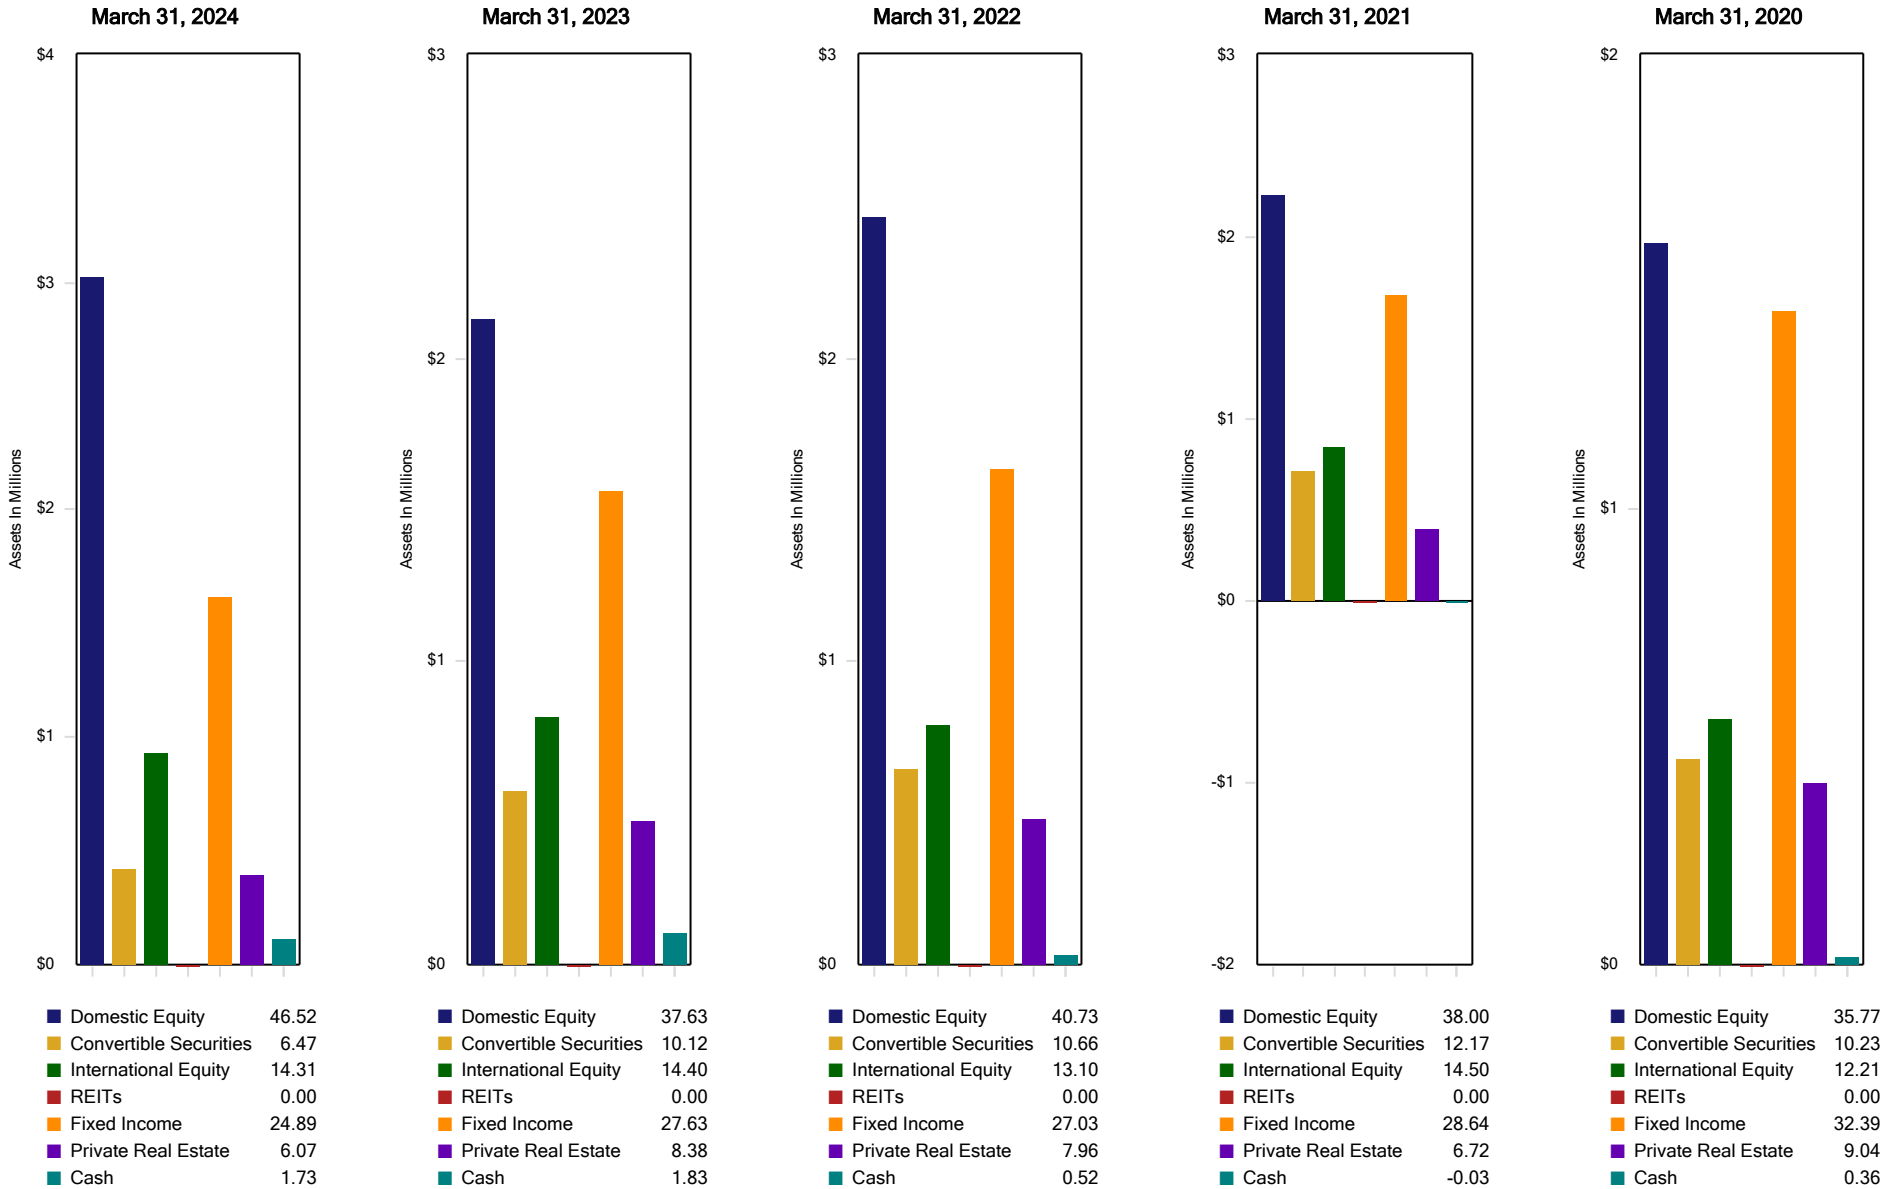 March 31, 2024
$4
$3
$2
$1
$0
Assets In Millions
Domestic Equity 46.52
Convertible Securities 6.47
International Equity 14.31
REITs 0.00
Fixed Income 24.89
Private Real Estate 6.07
Cash 1.73
March 31, 2023
$3
$2
$1
$0
Assets In Millions
Domestic Equity 37.63
Convertible Securities 10.12
International Equity 14.40
REITs 0.00
Fixed Income 27.63
Private Real Estate 8.38
Cash 1.83
March 31, 2022
$3
$2
$1
$0
Assets In Millions
Domestic Equity 40.73
Convertible Securities 10.66
International Equity 13.10
REITs 0.00
Fixed Income 27.03
Private Real Estate 7.96
Cash 0.52
March 31, 2021
$3
$2
$1
$0
-$1
-$2
Assets In Millions
Domestic Equity 38.00
Convertible Securities 12.17
International Equity 14.50
REITs 0.00
Fixed Income 28.64
Private Real Estate 6.72
Cash -0.03
March 31, 2020
$2
$1
$0
Assets In Millions
Domestic Equity 35.77
Convertible Securities 10.23
International Equity 12.21
REITs 0.00
Fixed Income 32.39
Private Real Estate 9.04
Cash 0.36